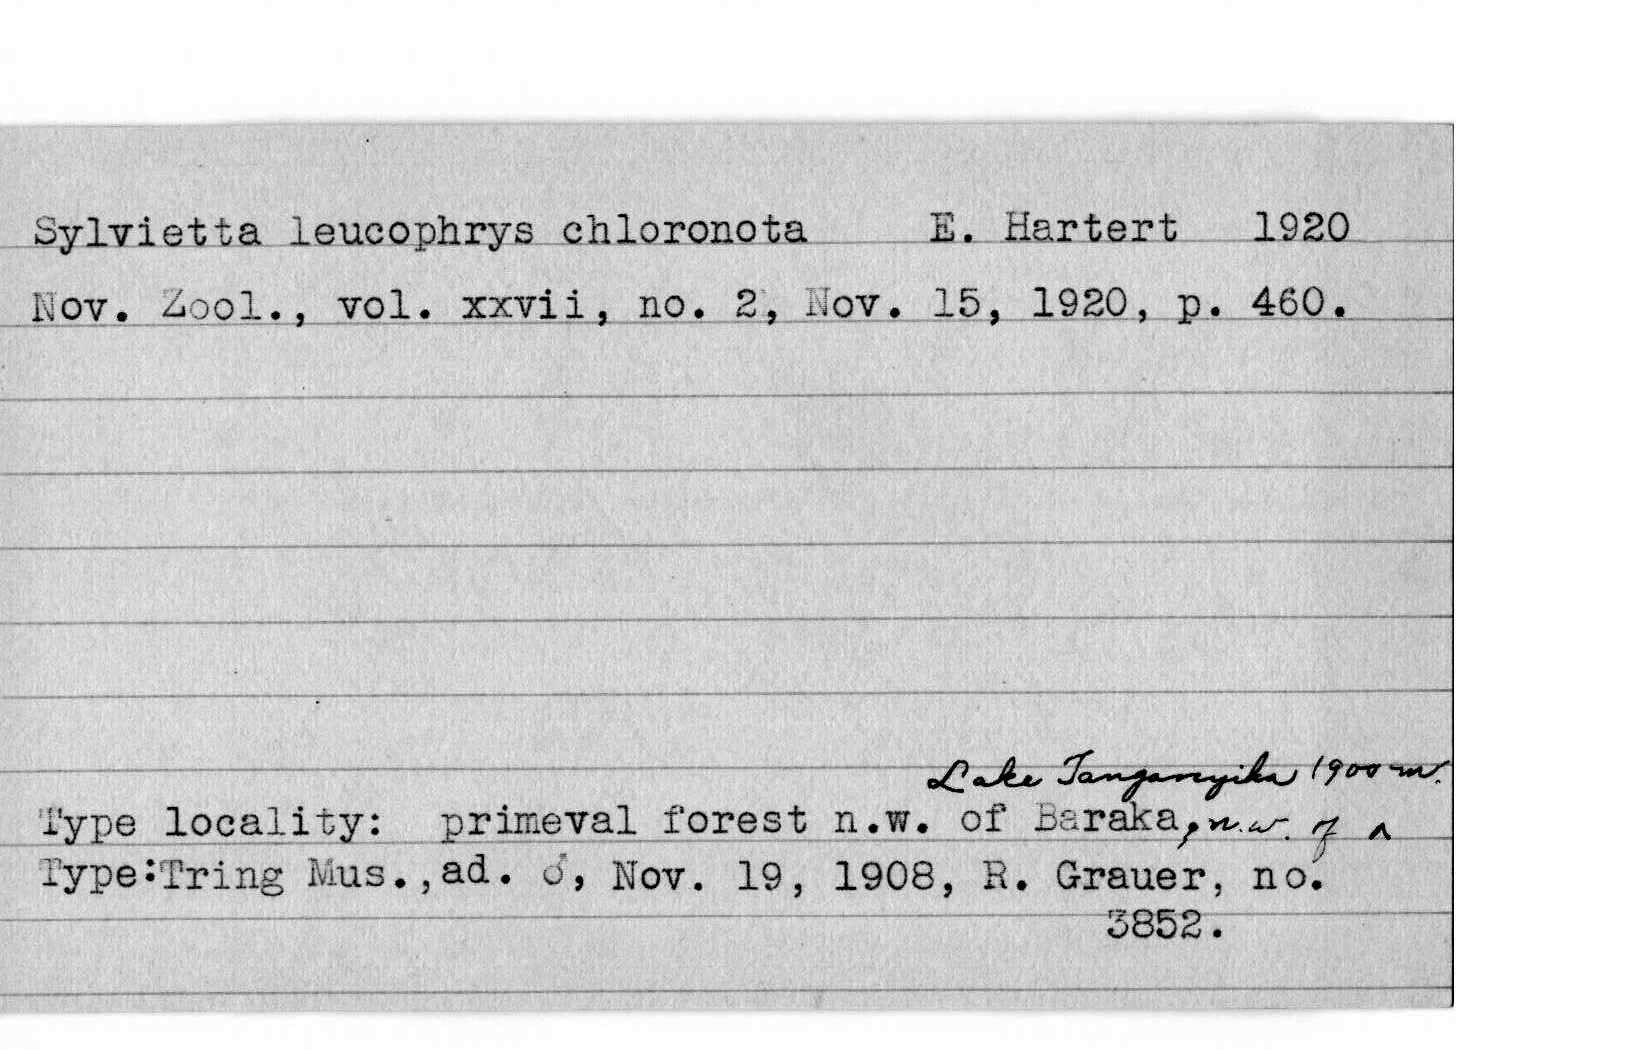 Sylvietta leucophrys chloronota E. Hartert 1920
Nov. Zool., vol. xxvii, no. 2, Nov. 15, 1920, p. 460.
Lake Tanganyika 1900 m.
Type locality: primeval forest n.w. of Baraka, n.w. of ^
Type:Tring Mus., ad. ♂, Nov. 19, 1908, R. Grauer, no.
3852.